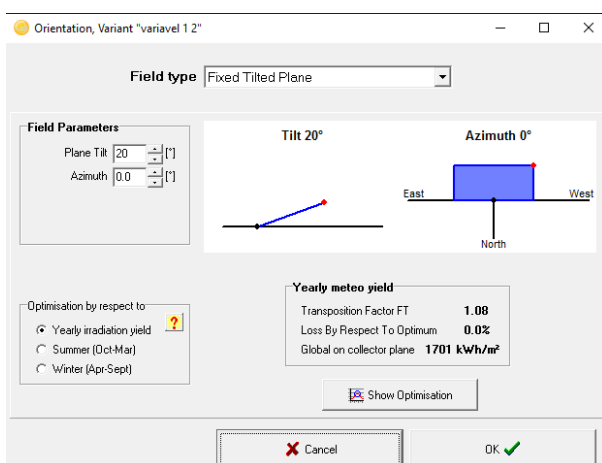 Orientation, Variant "variavel 1 2"
Field type Fixed Tilted Plane
Field Parameters
Plane Tilt 20 [°]
Azimuth 0.0 [°]
Tilt 20°
Azimuth 0°
East
West
North
Optimisation by respect to
?
Yearly irradiation yield
Summer (Oct-Mar)
Winter (Apr-Sept)
Yearly meteo yield
Transposition Factor FT 1.08
Loss By Respect To Optimum 0.0%
Global on collector plane 1701 kWh/m²
Show Optimisation
Cancel
OK